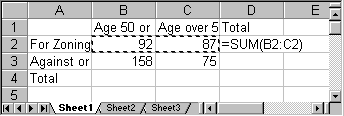 A B C D E
1 Age 50 or Age over 5 Total
2 For Zoning 92 87 =SUM(B2:C2)
3 Against or 158 75
4 Total
5
Sheet1 Sheet2 Sheet3